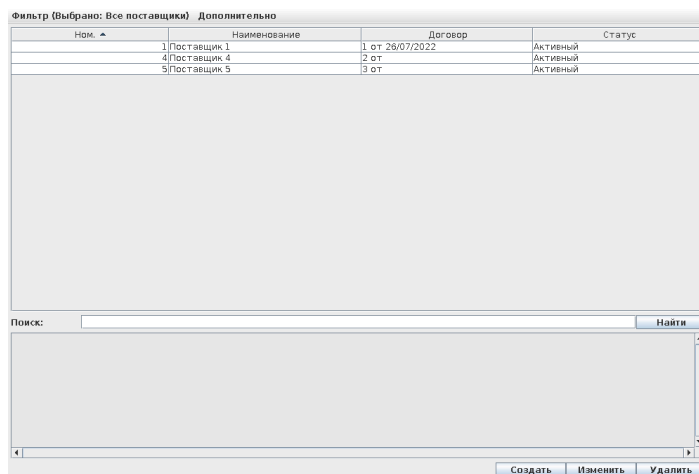 Фильтр (Выбрано: Все поставщики) Дополнительно
Ном. Наименование Договор Статус
1 Поставщик 1 1 от 26/07/2022 Активный
4 Поставщик 4 2 от Активный
5 Поставщик 5 3 от Активный
Поиск: Найти
Создать Изменить Удалить